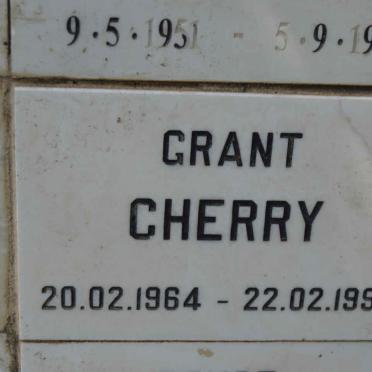 9·5·1951 - 5·9·19
GRANT
CHERRY
20.02.1964 - 22.02.199